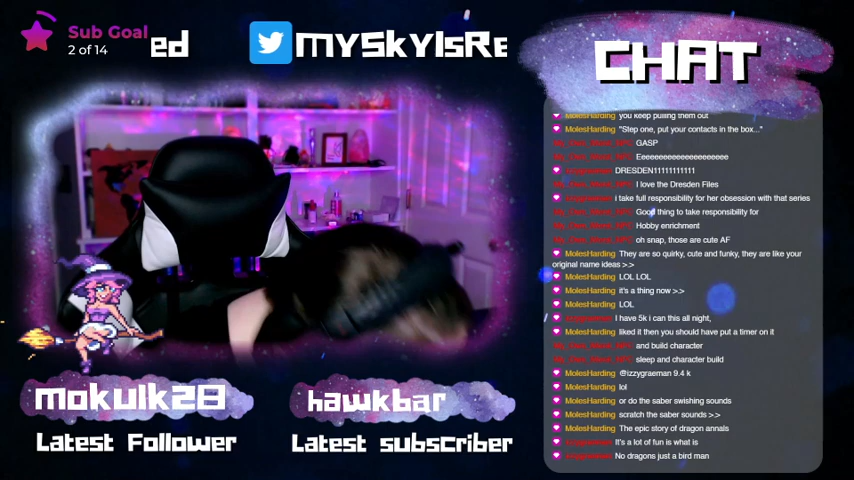 Sub Goal
2 of 14
ed
MYSkYIsRe
CHAT
MolesHarding you keep pulling them out
MolesHarding "Step one, put your contacts in the box..."
GASP
Eeeeeeeeeeeeeeeeeeee
DRESDEN11111111111
I love the Dresden Files
i take full responsibility for her obsession with that series
Good thing to take responsibility for
Hobby enrichment
oh snap, those are cute AF
MolesHarding They are so quirky, cute and funky, they are like your
original name ideas >.>
MolesHarding LOL LOL
MolesHarding it's a thing now >.>
MolesHarding LOL
I have 5k i can this all night,
MolesHarding liked it then you should have put a timer on it
and build character
sleep and character build
MolesHarding @izzygraeman 9.4 k
MolesHarding lol
MolesHarding or do the saber swishing sounds
MolesHarding scratch the saber sounds >.>
MolesHarding The epic story of dragon annals
It's a lot of fun is what is
No dragons just a bird man
mokulk28
Latest Follower
hawkbar
Latest subscriber